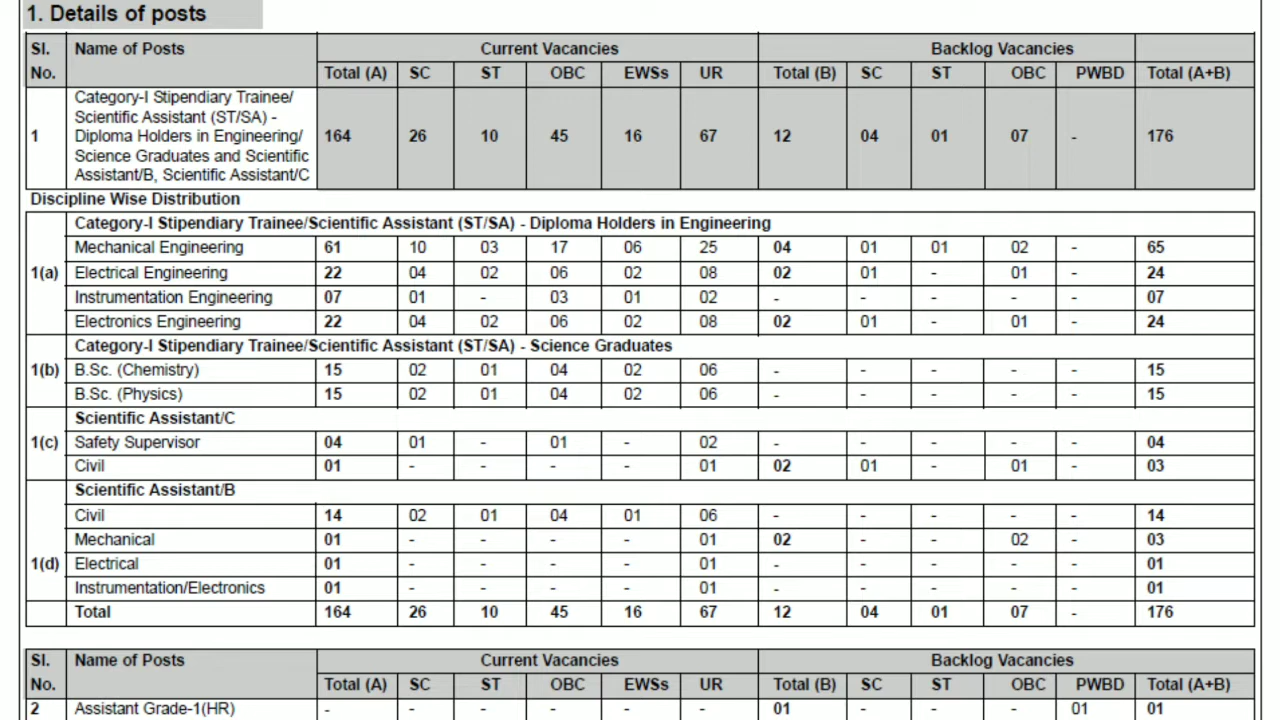 1. Details of posts
Sl. Name of Posts Current Vacancies Backlog Vacancies
No. Total (A) SC ST OBC EWSs UR Total (B) SC ST OBC PWBD Total (A+B)
Category-I Stipendiary Trainee/
Scientific Assistant (ST/SA) -
1 Diploma Holders in Engineering/ 164 26 10 45 16 67 12 04 01 07 - 176
Science Graduates and Scientific
Assistant/B, Scientific Assistant/C
Discipline Wise Distribution
Category-I Stipendiary Trainee/Scientific Assistant (ST/SA) - Diploma Holders in Engineering
Mechanical Engineering 61 10 03 17 06 25 04 01 01 02 - 65
1(a) Electrical Engineering 22 04 02 06 02 08 02 01 - 01 - 24
Instrumentation Engineering 07 01 - 03 01 02 - - - - - 07
Electronics Engineering 22 04 02 06 02 08 02 01 - 01 - 24
Category-I Stipendiary Trainee/Scientific Assistant (ST/SA) - Science Graduates
1(b) B.Sc. (Chemistry) 15 02 01 04 02 06 - - - - - 15
B.Sc. (Physics) 15 02 01 04 02 06 - - - - - 15
Scientific Assistant/C
1(c) Safety Supervisor 04 01 - 01 - 02 - - - - - 04
Civil 01 - - - - 01 02 01 - 01 - 03
Scientific Assistant/B
Civil 14 02 01 04 01 06 - - - - - 14
Mechanical 01 - - - - 01 02 - - 02 - 03
1(d) Electrical 01 - - - - 01 - - - - - 01
Instrumentation/Electronics 01 - - - - 01 - - - - - 01
Total 164 26 10 45 16 67 12 04 01 07 - 176
Sl. Name of Posts Current Vacancies Backlog Vacancies
No. Total (A) SC ST OBC EWSs UR Total (B) SC ST OBC PWBD Total (A+B)
2 Assistant Grade-1(HR) - - - - - - 01 - - - 01 01